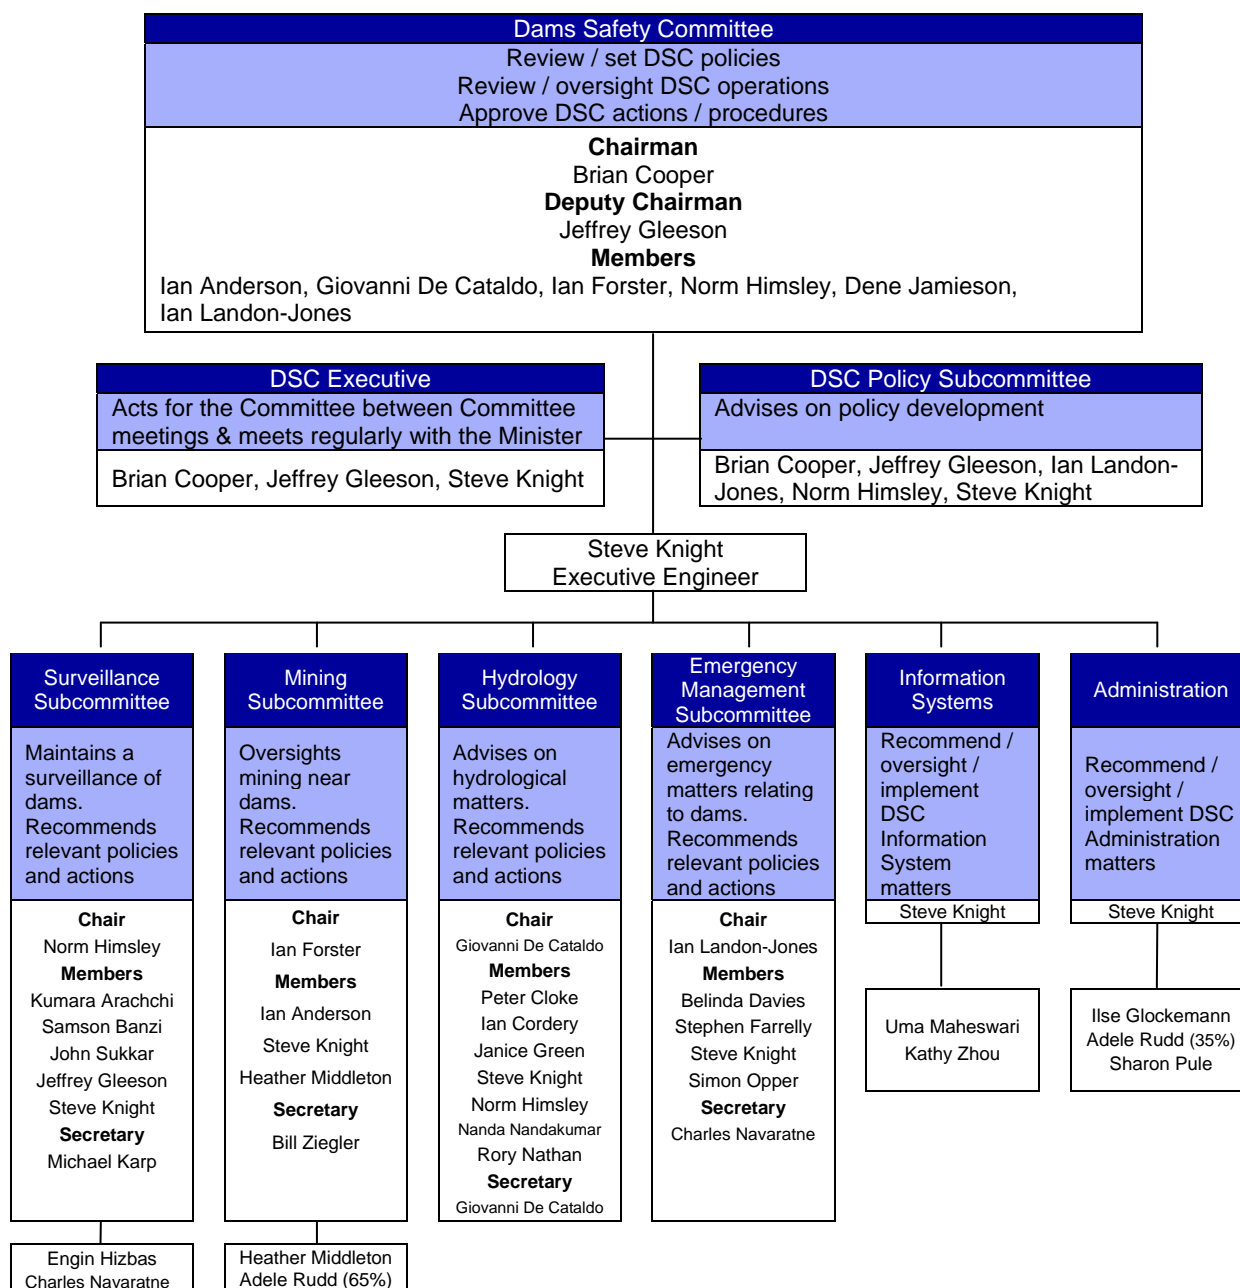 Dams Safety Committee
Review / set DSC policies
Review / oversight DSC operations
Approve DSC actions / procedures
Chairman
Brian Cooper
Deputy Chairman
Jeffrey Gleeson
Members
Ian Anderson, Giovanni De Cataldo, Ian Forster, Norm Himsley, Dene Jamieson,
Ian Landon-Jones
DSC Executive
Acts for the Committee between Committee
meetings & meets regularly with the Minister
Brian Cooper, Jeffrey Gleeson, Steve Knight
DSC Policy Subcommittee
Advises on policy development
Brian Cooper, Jeffrey Gleeson, Ian Landon-
Jones, Norm Himsley, Steve Knight
Steve Knight
Executive Engineer
Surveillance
Subcommittee
Maintains a
surveillance of
dams.
Recommends
relevant policies
and actions
Chair
Norm Himsley
Members
Kumara Arachchi
Samson Banzi
John Sukkar
Jeffrey Gleeson
Steve Knight
Secretary
Michael Karp
Engin Hizbas
Charles Navaratne
Mining
Subcommittee
Oversights
mining near
dams.
Recommends
relevant policies
and actions
Chair
Ian Forster
Members
Ian Anderson
Steve Knight
Heather Middleton
Secretary
Bill Ziegler
Heather Middleton
Adele Rudd (65%)
Hydrology
Subcommittee
Advises on
hydrological
matters.
Recommends
relevant policies
and actions
Chair
Giovanni De Cataldo
Members
Peter Cloke
Ian Cordery
Janice Green
Steve Knight
Norm Himsley
Nanda Nandakumar
Rory Nathan
Secretary
Giovanni De Cataldo
Emergency
Management
Subcommittee
Advises on
emergency
matters relating
to dams.
Recommends
relevant policies
and actions
Chair
Ian Landon-Jones
Members
Belinda Davies
Stephen Farrelly
Steve Knight
Simon Opper
Secretary
Charles Navaratne
Information
Systems
Recommend /
oversight /
implement
DSC
Information
System
matters
Steve Knight
Uma Maheswari
Kathy Zhou
Administration
Recommend /
oversight /
implement DSC
Administration
matters
Steve Knight
Ilse Glockemann
Adele Rudd (35%)
Sharon Pule